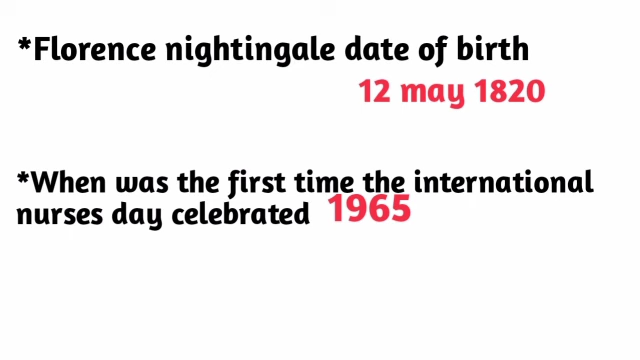 *Florence nightingale date of birth
12 may 1820
*When was the first time the international
nurses day celebrated 1965